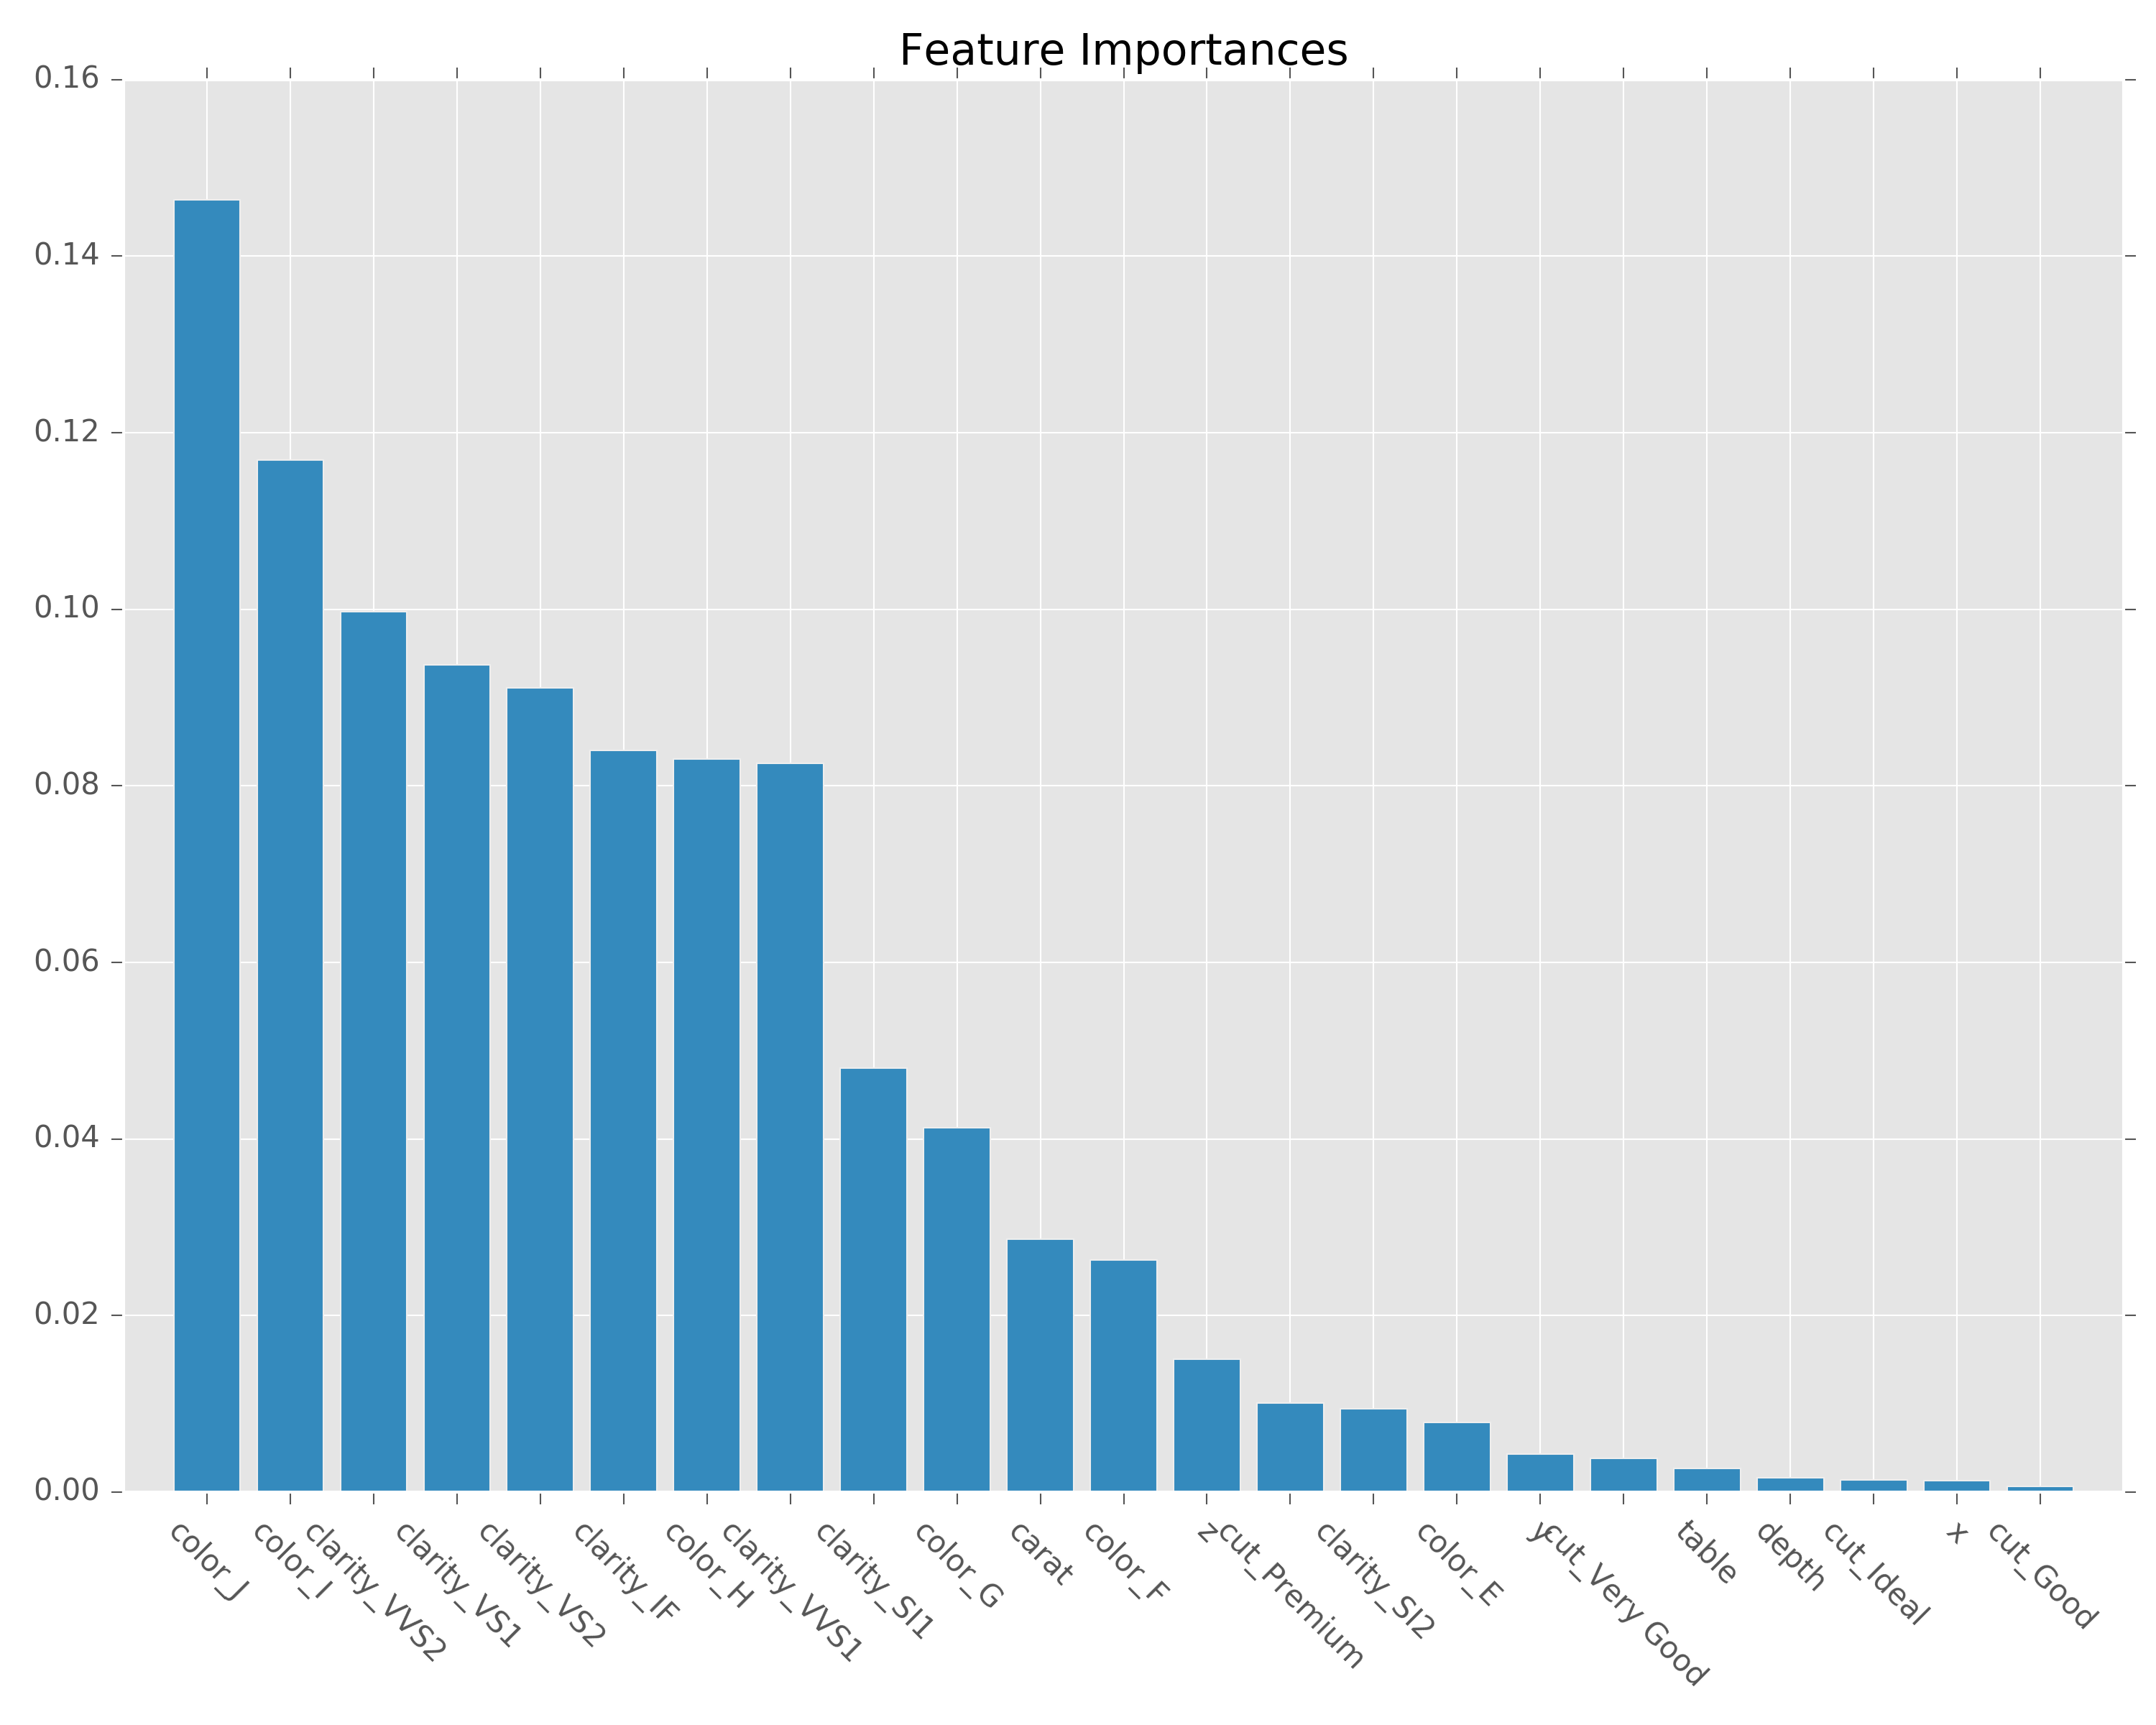 Feature Importances
0.16
0.14
0.12
0.10
0.08
0.06
0.04
0.02
0.00
color_J
color_I
clarity_VVS2
clarity_VS1
clarity_VS2
clarity_IF
color_H
clarity_VVS1
clarity_SI1
color_G
carat
color_F
z
cut_Premium
clarity_SI2
color_E
y
cut_Very Good
table
depth
cut_Ideal
x
cut_Good